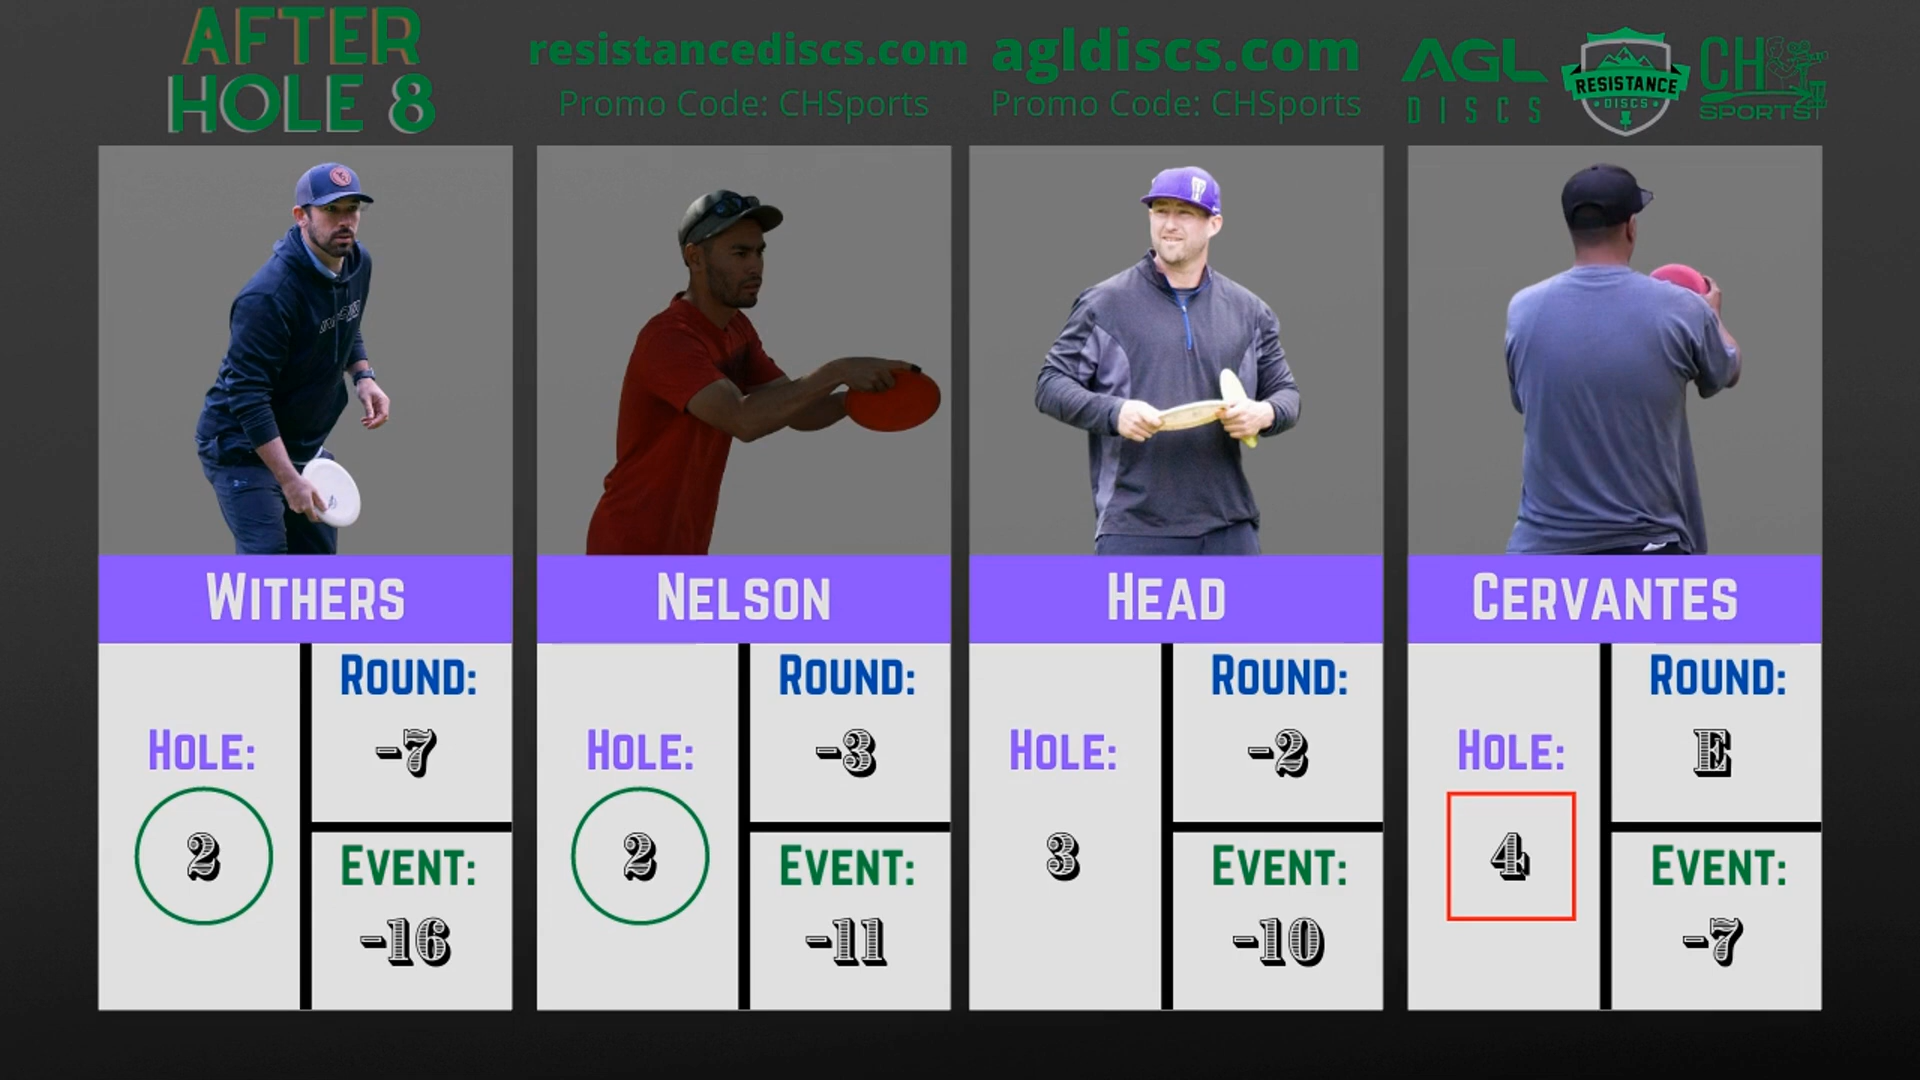 AFTER
HOLE 8
resistancediscs.com
Promo Code: CHSports
agldiscs.com
Promo Code: CHSports
AGL
DISCS
RESISTANCE
DISCS
CH
SPORTS
WITHERS
HOLE:
2
ROUND:
-7
EVENT:
-16
NELSON
HOLE:
2
ROUND:
-3
EVENT:
-11
HEAD
HOLE:
3
ROUND:
-2
EVENT:
-10
CERVANTES
HOLE:
4
ROUND:
E
EVENT:
-7